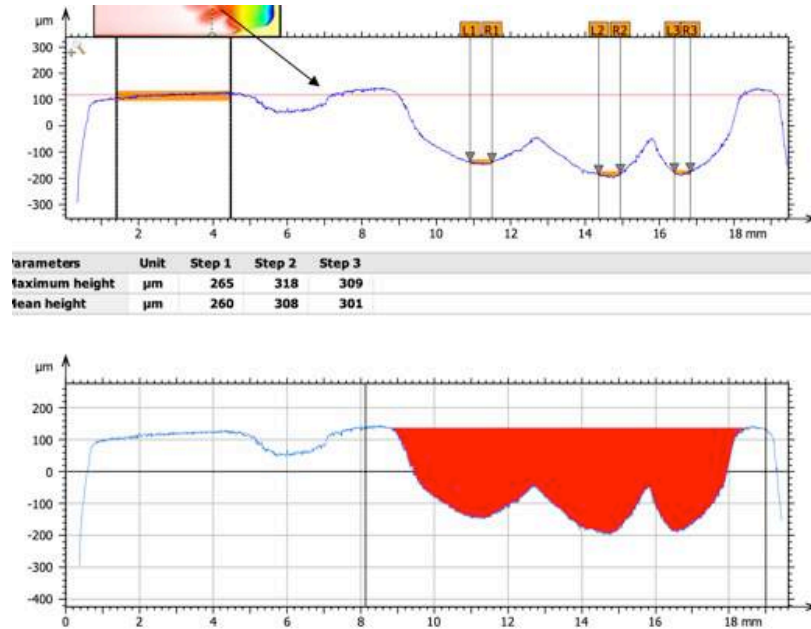 µm
L1 R1 L2 R2 L3 R3
300
200
100
0
-100
-200
-300
2 4 6 8 10 12 14 16 18 mm
arameters Unit Step 1 Step 2 Step 3
Maximum height µm 265 318 309
Mean height µm 260 308 301
µm
200
100
0
-100
-200
-300
-400
0 2 4 6 8 10 12 14 16 18 mm